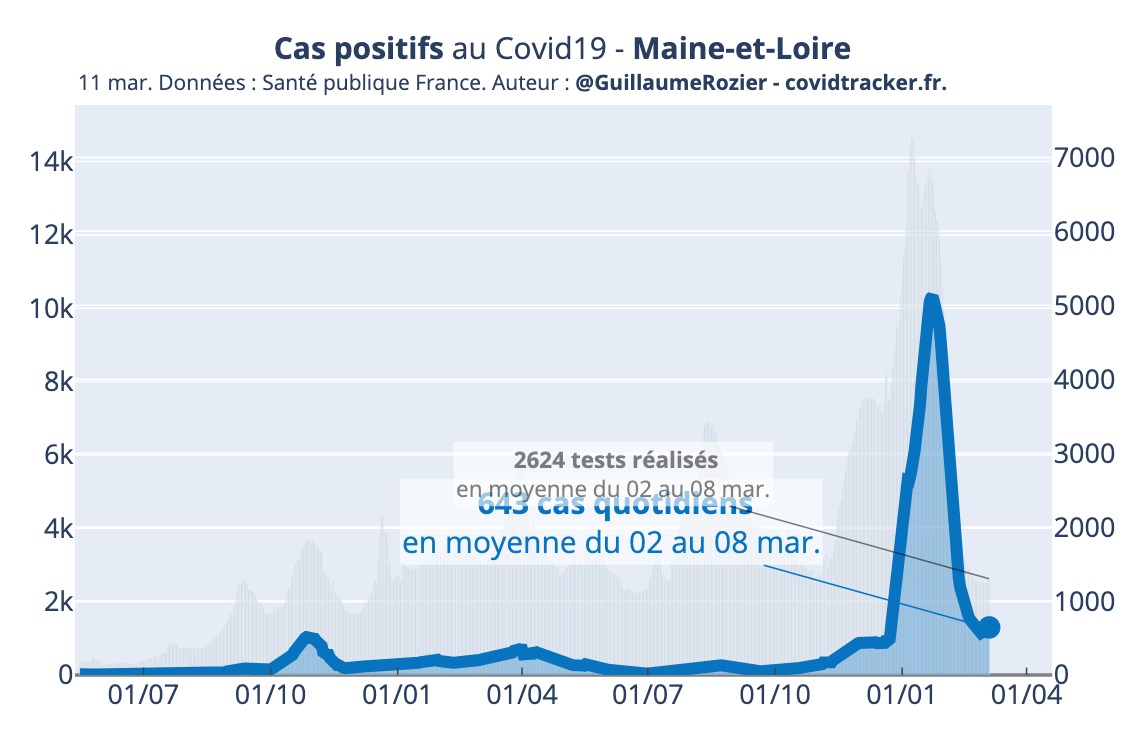 Cas positifs au Covid19 - Maine-et-Loire
11 mar. Données : Santé publique France. Auteur : @GuillaumeRozier - covidtracker.fr.
14k
7000
12k
6000
10k
5000
8k
4000
6k
3000
2624 tests réalisés
en moyenne du 02 au 08 mar.
643 cas quotidiens
en moyenne du 02 au 08 mar.
4k
2000
2k
1000
0
0
01/07 01/10 01/01 01/04 01/07 01/10 01/01 01/04